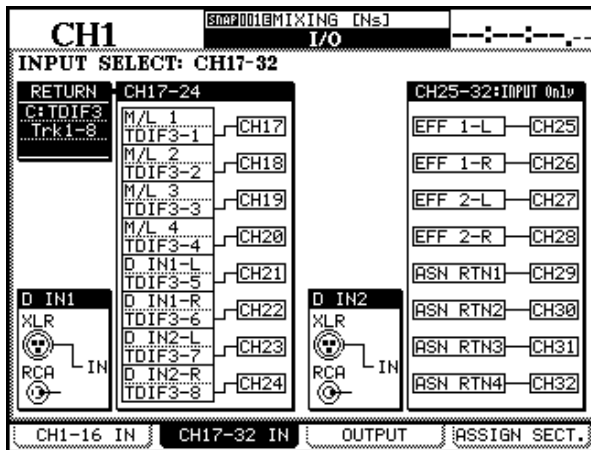 CH1
SNAP001 MIXING [Ns]
I/O
--:--:--.--
INPUT SELECT: CH17-32
RETURN
C:TDIF3
Trk1-8
CH17-24
M/L 1
TDIF3-1
CH17
M/L 2
TDIF3-2
CH18
M/L 3
TDIF3-3
CH19
M/L 4
TDIF3-4
CH20
D IN1-L
TDIF3-5
CH21
D IN1-R
TDIF3-6
CH22
D IN2-L
TDIF3-7
CH23
D IN2-R
TDIF3-8
CH24
D IN1
XLR
RCA
IN
D IN2
XLR
RCA
IN
CH25-32:INPUT Only
EFF 1-L CH25
EFF 1-R CH26
EFF 2-L CH27
EFF 2-R CH28
ASN RTN1 CH29
ASN RTN2 CH30
ASN RTN3 CH31
ASN RTN4 CH32
CH1-16 IN
CH17-32 IN
OUTPUT
ASSIGN SECT.